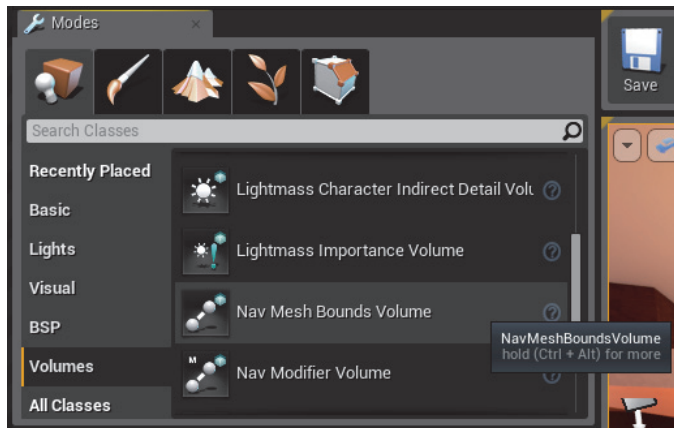 Modes
Save
Search Classes
Recently Placed
Basic
Lights
Visual
BSP
Volumes
All Classes
Lightmass Character Indirect Detail Volu
Lightmass Importance Volume
Nav Mesh Bounds Volume
M
Nav Modifier Volume
NavMeshBoundsVolume
hold (Ctrl + Alt) for more